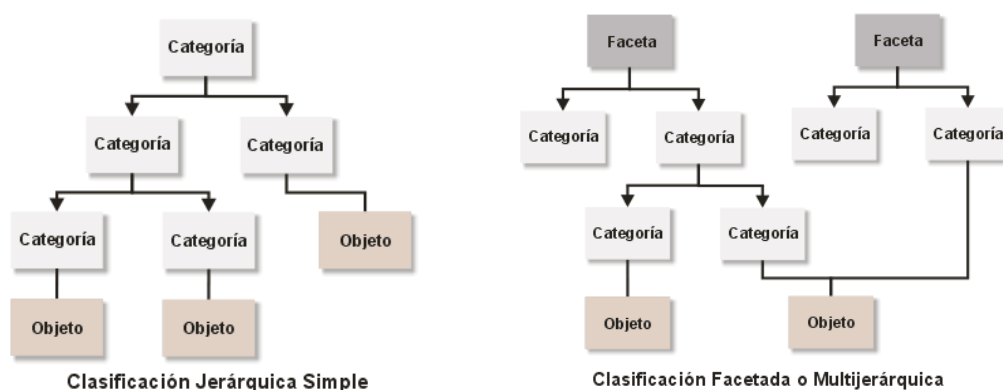 Categoría
Categoría
Categoría
Categoría
Categoría
Objeto
Objeto
Objeto
Clasificación Jerárquica Simple
Faceta
Faceta
Categoría
Categoría
Categoría
Categoría
Categoría
Categoría
Objeto
Objeto
Clasificación Facetada o Multijerárquica